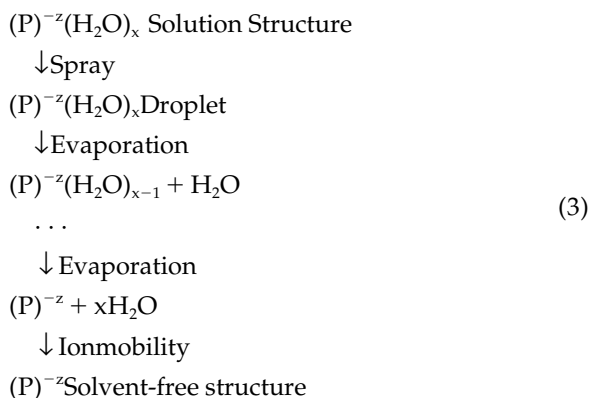 (P)⁻ᶻ(H₂O)ₓ Solution Structure
↓Spray
(P)⁻ᶻ(H₂O)ₓDroplet
↓Evaporation
(P)⁻ᶻ(H₂O)ₓ₋₁ + H₂O
...
(3)
↓Evaporation
(P)⁻ᶻ + xH₂O
↓Ionmobility
(P)⁻ᶻSolvent-free structure